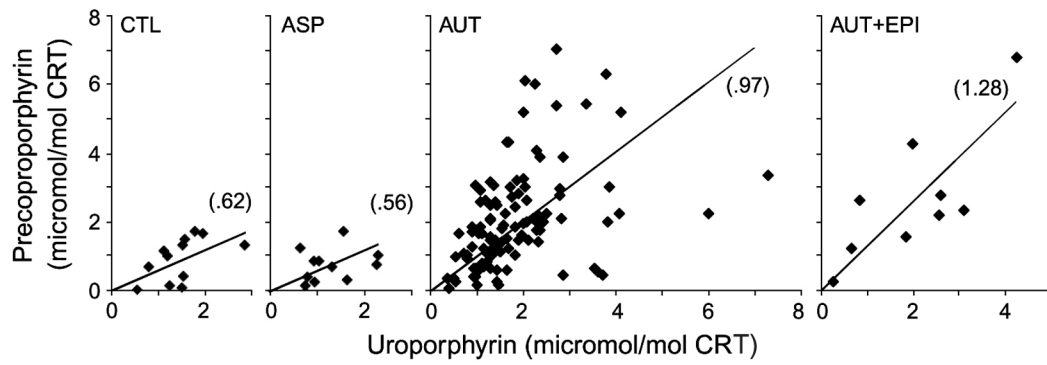 CTL
ASP
AUT
AUT+EPI
Precoproporphyrin
(micromol/mol CRT)
8
6
4
2
0
(.62)
(.56)
(.97)
(1.28)
0 2 0 2 0 2 4 6 8 0 2 4
Uroporphyrin (micromol/mol CRT)